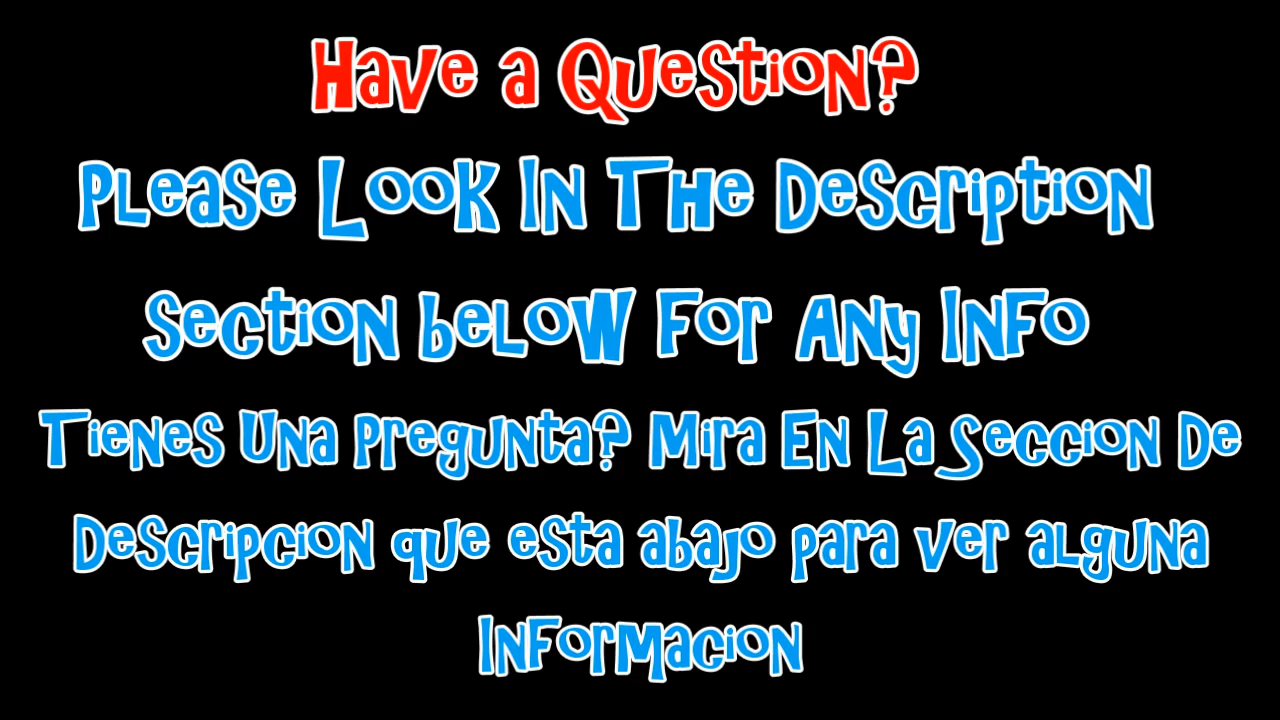 Have a Question?
Please Look In The Description
Section below For Any Info
Tienes Una Pregunta? Mira En La Seccion De
Descripcion que esta abajo para ver alguna
Informacion